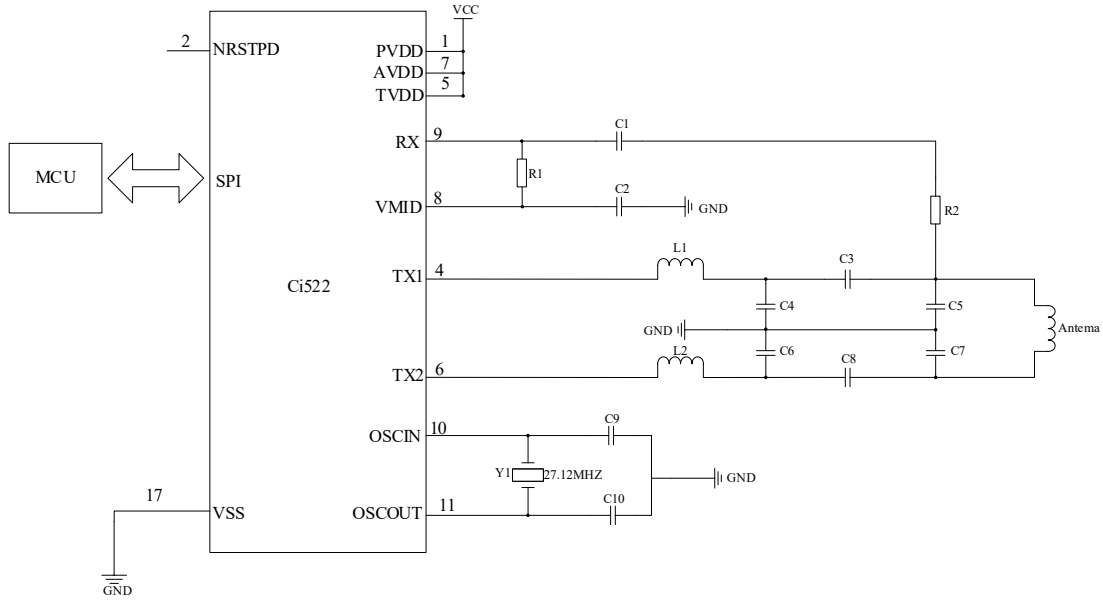 VCC
2
NRSTPD
PVDD
1
AVDD
7
TVDD
5
RX
9
C1
MCU
SPI
R1
VMID
8
C2
GND
R2
Ci522
TX1
4
L1
C3
C4
C5
GND
Antema
TX2
6
L2
C6
C8
C7
OSCIN
10
C9
Y1
27.12MHZ
GND
C10
17
VSS
OSCOUT
11
GND